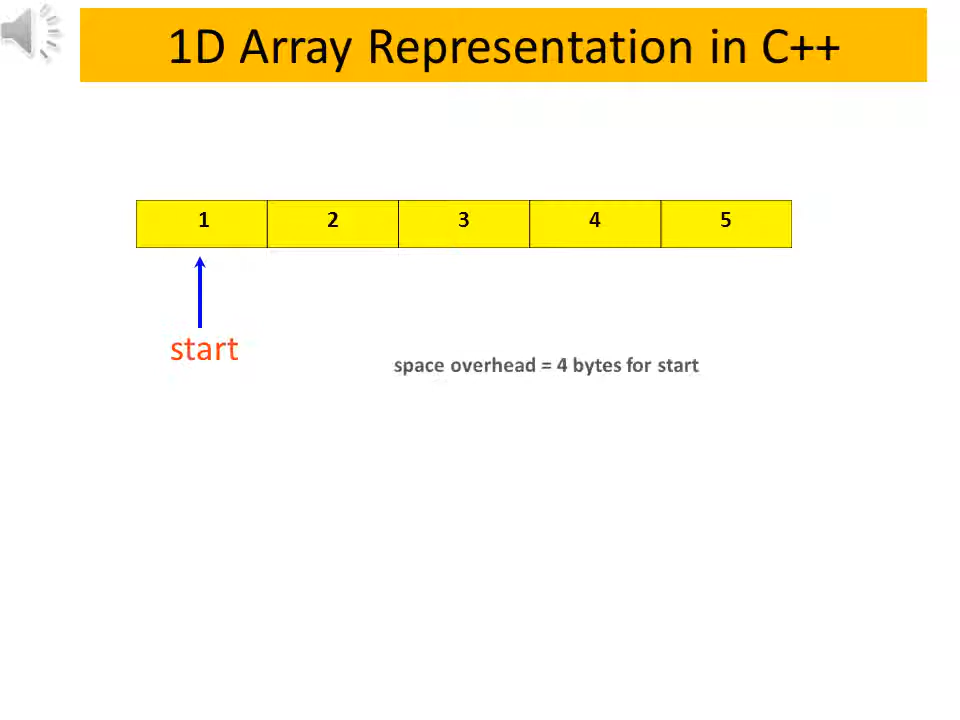 1D Array Representation in C++
1 2 3 4 5
start
space overhead = 4 bytes for start